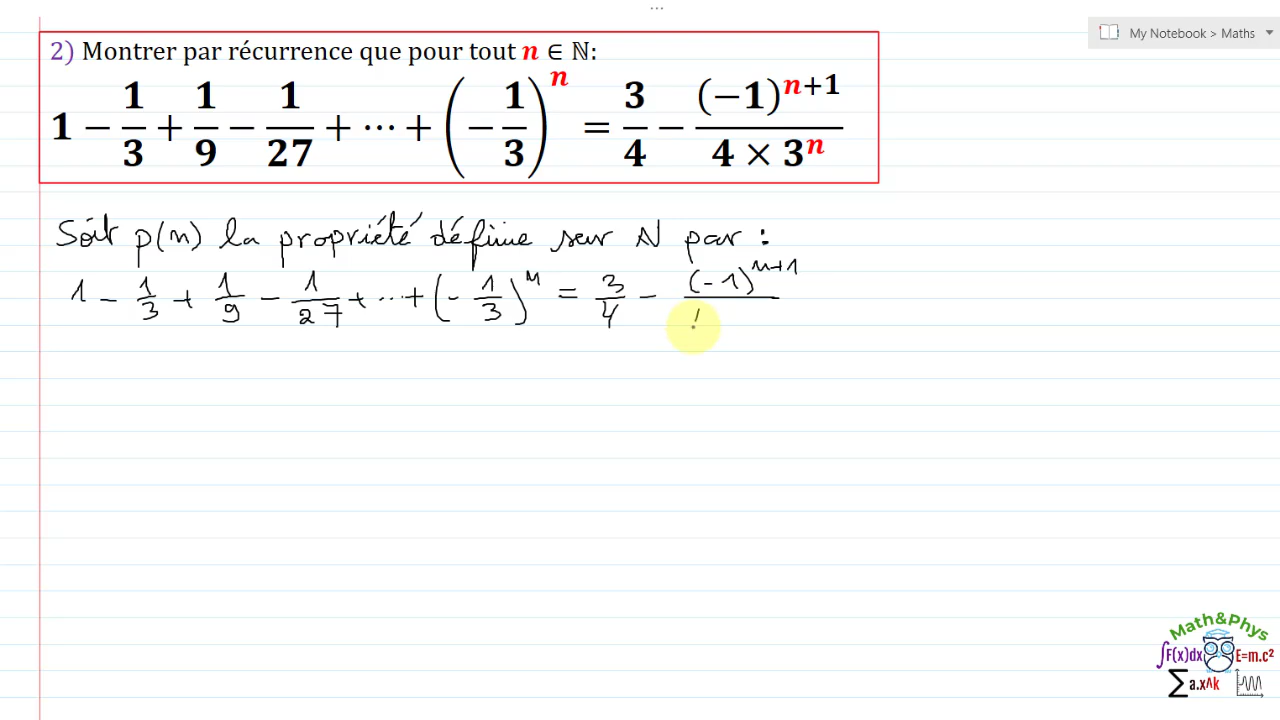 ...
My Notebook > Maths
2) Montrer par récurrence que pour tout n ∈ ℕ:
1 − 1/3 + 1/9 − 1/27 + ⋯ + (−1/3)^n = 3/4 − (−1)^(n+1)/(4 × 3^n)
Soit p(n) la propriété définie sur N par :
1 − 1/3 + 1/9 − 1/27 + ... + (−1/3)^n = 3/4 − (−1)^(n+1)/
Math&Phys
∫F(x)dx E=m.c²
∑ a.x∧k